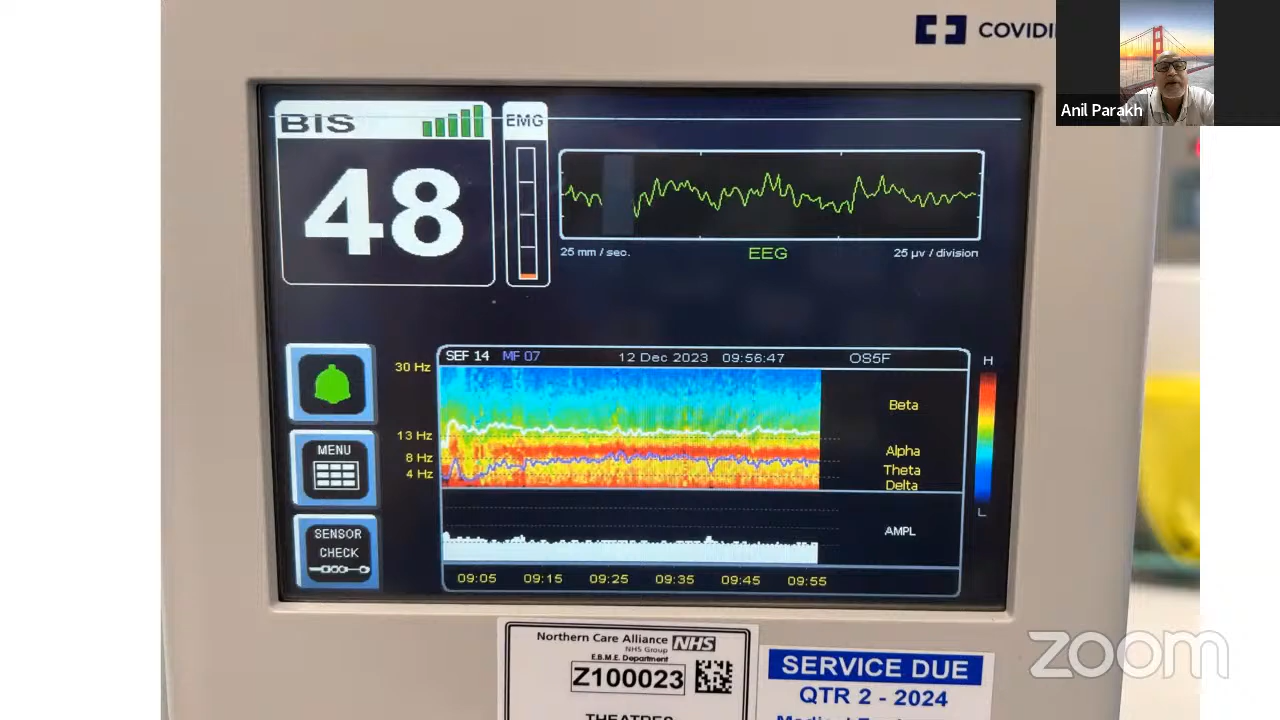 COVIDI
Anil Parakh
BIS
EMG
48
25 mm / sec.
EEG
25 µv / division
SEF 14 MF 07 12 Dec 2023 09:56:47 OS5F
H
30 Hz
13 Hz
8 Hz
4 Hz
Beta
Alpha
Theta
Delta
L
AMPL
MENU
SENSOR
CHECK
09:05 09:15 09:25 09:35 09:45 09:55
Northern Care Alliance NHS
NHS Group
E.B.M.E. Department
Z100023
THEATRES
SERVICE DUE
QTR 2 - 2024
zoom